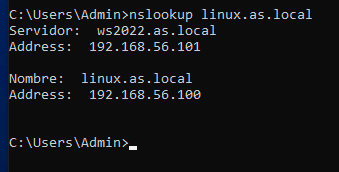 C:\Users\Admin>nslookup linux.as.local
Servidor:  ws2022.as.local
Address:  192.168.56.101
Nombre:  linux.as.local
Address:  192.168.56.100
C:\Users\Admin>